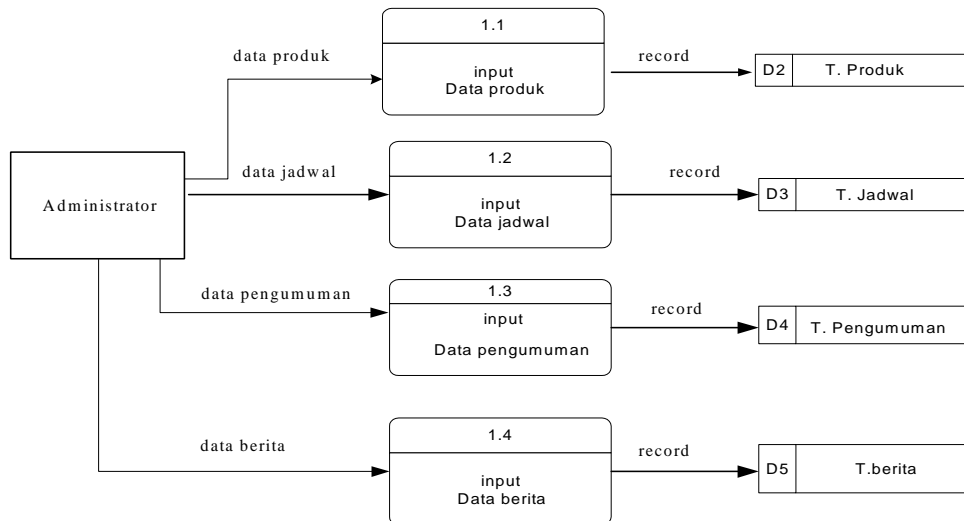 1.1
data produk
input
Data produk
record
D2
T. Produk
Administrator
1.2
data jadwal
input
Data jadwal
record
D3
T. Jadwal
1.3
data pengumuman
input
Data pengumuman
record
D4
T. Pengumuman
1.4
data berita
input
Data berita
record
D5
T.berita